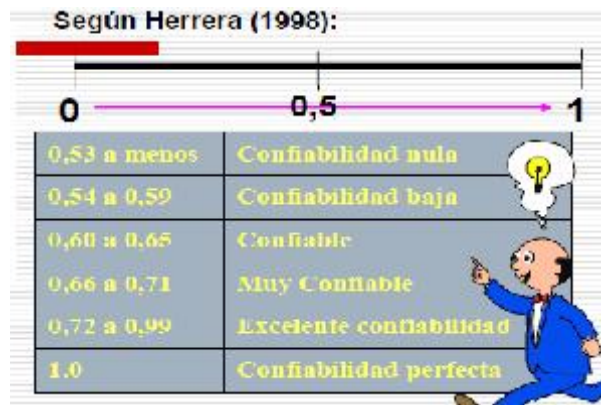 Según Herrera (1998):
0 0,5 1
0,53 a menos Confiabilidad nula
0,54 a 0,59 Confiabilidad baja
0,60 a 0,65 Confiable
0,66 a 0,71 Muy Confiable
0,72 a 0,99 Excelente confiabilidad
1.0 Confiabilidad perfecta